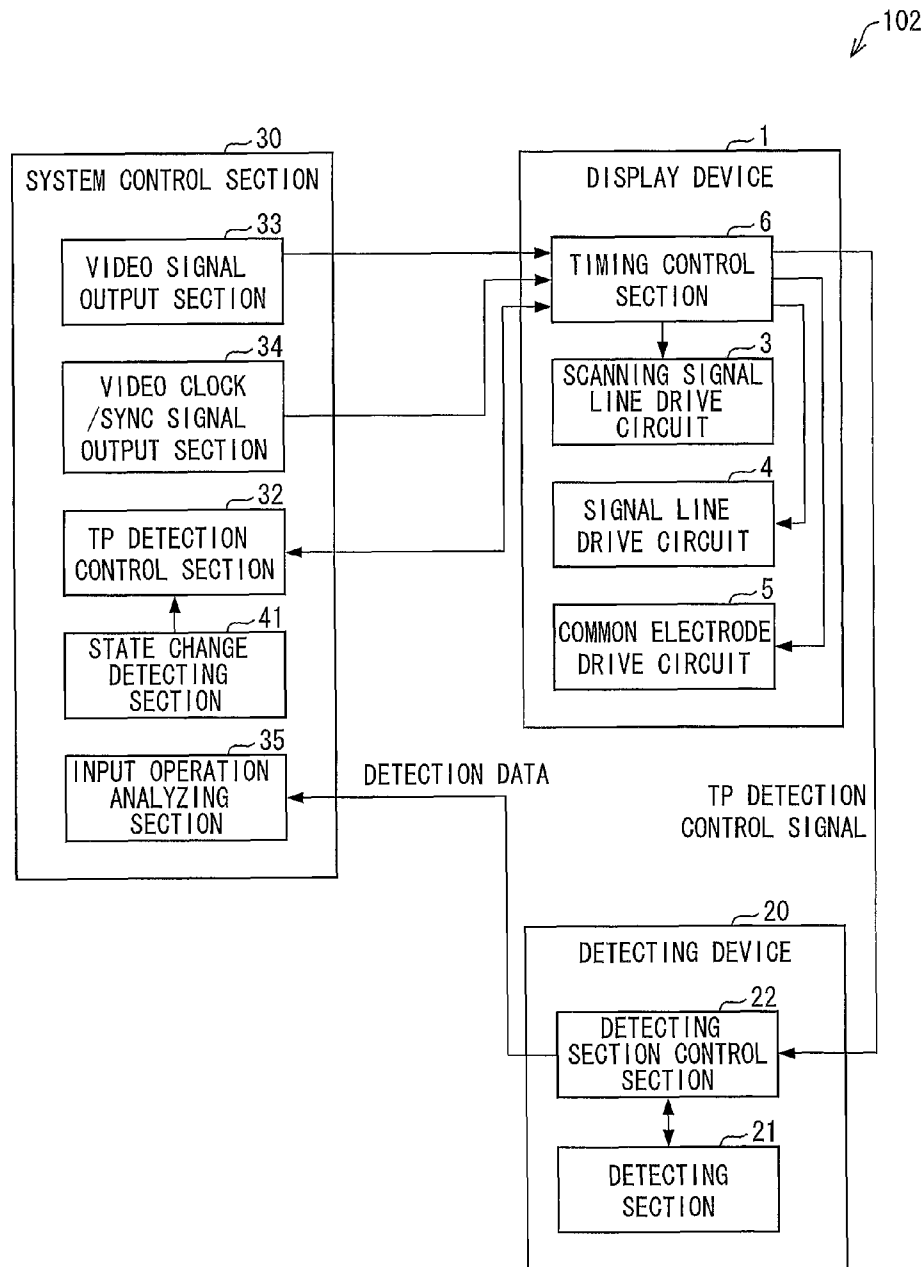 102
30
SYSTEM CONTROL SECTION
33
VIDEO SIGNAL
OUTPUT SECTION
34
VIDEO CLOCK
/SYNC SIGNAL
OUTPUT SECTION
32
TP DETECTION
CONTROL SECTION
41
STATE CHANGE
DETECTING
SECTION
35
INPUT OPERATION
ANALYZING
SECTION
1
DISPLAY DEVICE
6
TIMING CONTROL
SECTION
3
SCANNING SIGNAL
LINE DRIVE
CIRCUIT
4
SIGNAL LINE
DRIVE CIRCUIT
5
COMMON ELECTRODE
DRIVE CIRCUIT
DETECTION DATA
TP DETECTION
CONTROL SIGNAL
20
DETECTING DEVICE
22
DETECTING
SECTION CONTROL
SECTION
21
DETECTING
SECTION